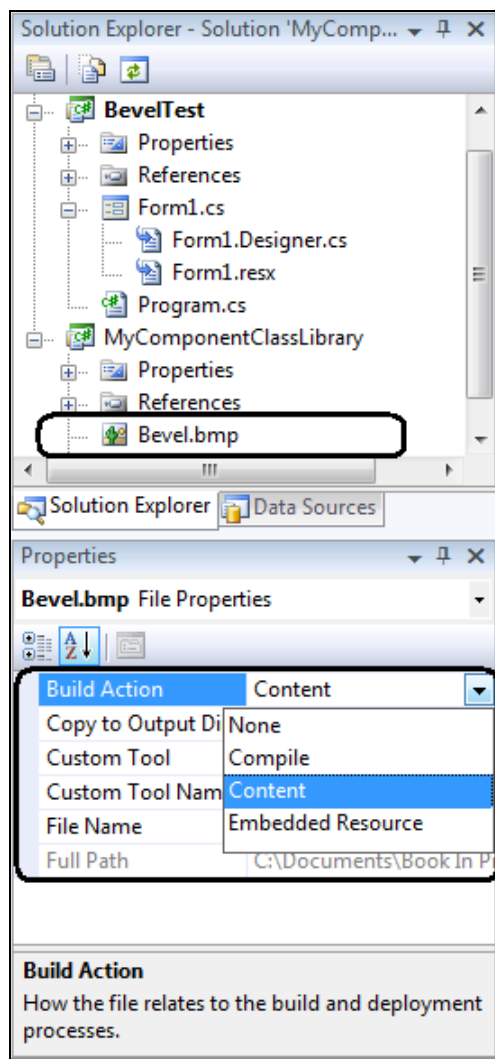 Solution Explorer - Solution 'MyComp...
BevelTest
Properties
References
Form1.cs
Form1.Designer.cs
Form1.resx
Program.cs
MyComponentClassLibrary
Properties
References
Bevel.bmp
Solution Explorer Data Sources
Properties
Bevel.bmp File Properties
Build Action Content
Copy to Output Di None
Custom Tool Compile
Custom Tool Nam Content
File Name Embedded Resource
Full Path C:\Documents\Book In P
Build Action
How the file relates to the build and deployment
processes.